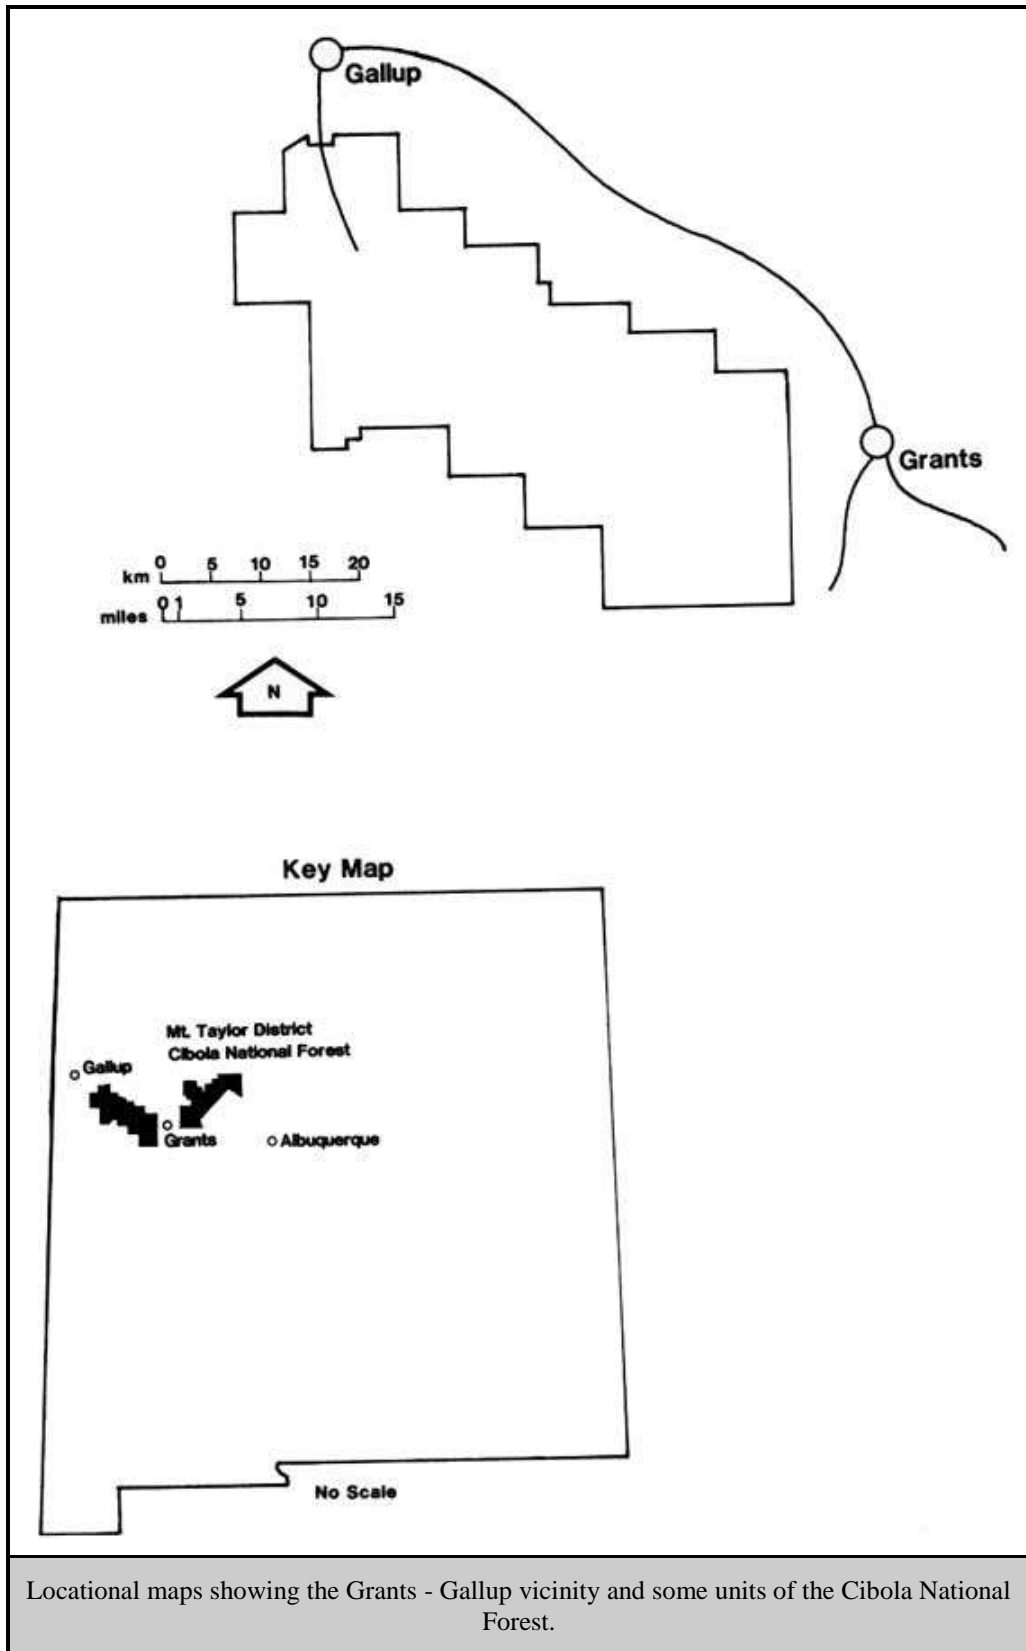 Gallup
Grants
0 5 10 15 20
km
0 1 5 10 15
miles
N
Key Map
Mt. Taylor District
Cibola National Forest
Gallup
Grants
Albuquerque
No Scale
Locational maps showing the Grants - Gallup vicinity and some units of the Cibola National
Forest.